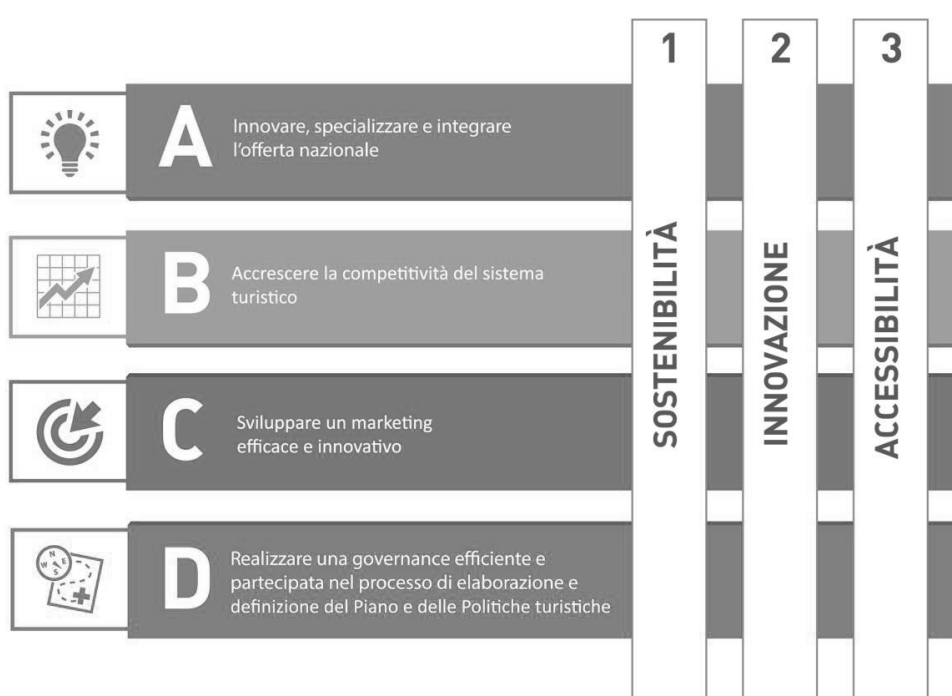 1
2
3
A
Innovare, specializzare e integrare
l'offerta nazionale
B
Accrescere la competitività del sistema
turistico
C
Sviluppare un marketing
efficace e innovativo
D
Realizzare una governance efficiente e
partecipata nel processo di elaborazione e
definizione del Piano e delle Politiche turistiche
SOSTENIBILITÀ
INNOVAZIONE
ACCESSIBILITÀ
N
W
E
S